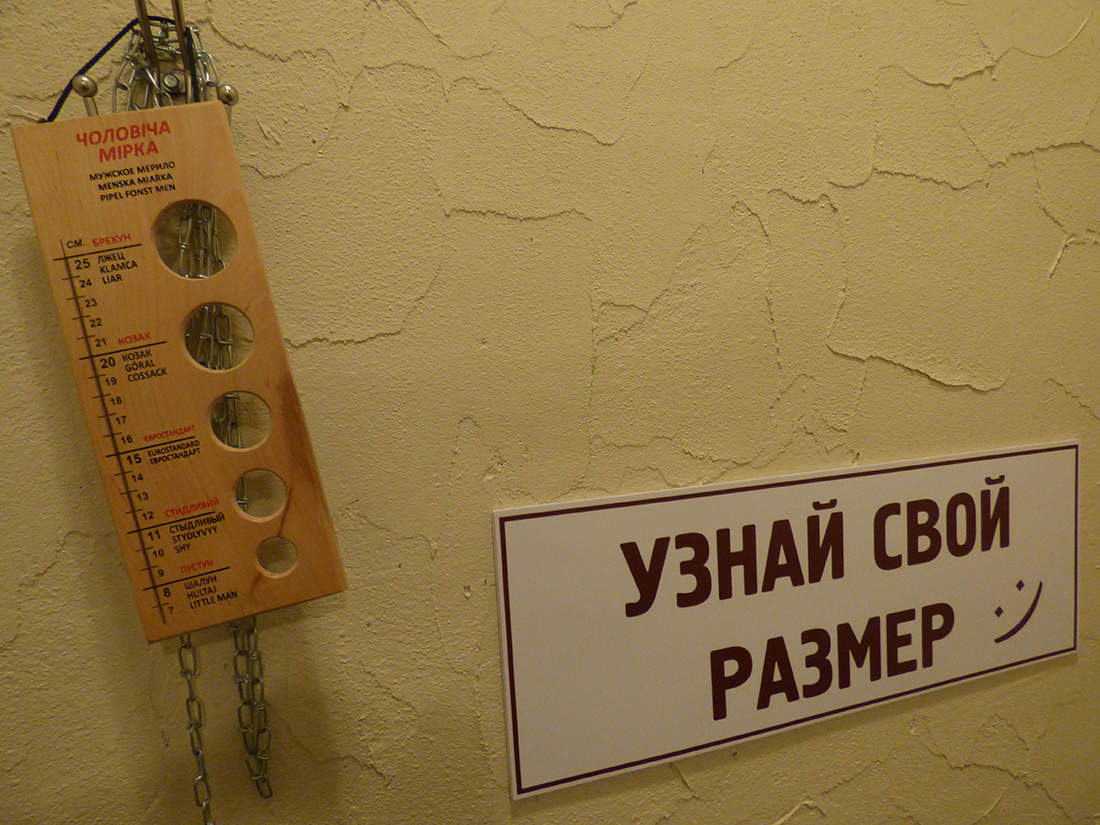 ЧОЛОВІЧА
МІРКА
МУЖСКОЕ МЕРИЛО
MENSKA MIARKA
PIPEL FONST MEN
СМ. БРЕХУН
25 ЛЖЕЦ
KLAMCA
24 LIAR
23
22
21 КОЗАК
20 КОЗАК
GÓRAL
19 COSSACK
18
17
16 ЄВРОСТАНДАРТ
15 EUROSTANDARD
ЕВРОСТАНДАРТ
14
13
12 СТИДЛИВИЙ
11 СТЫДЛИВЫЙ
STYDLYVYY
10 SHY
9 ПУСТУН
8 ШАЛУН
HULTAJ
7 LITTLE MAN
УЗНАЙ СВОЙ
РАЗМЕР :)